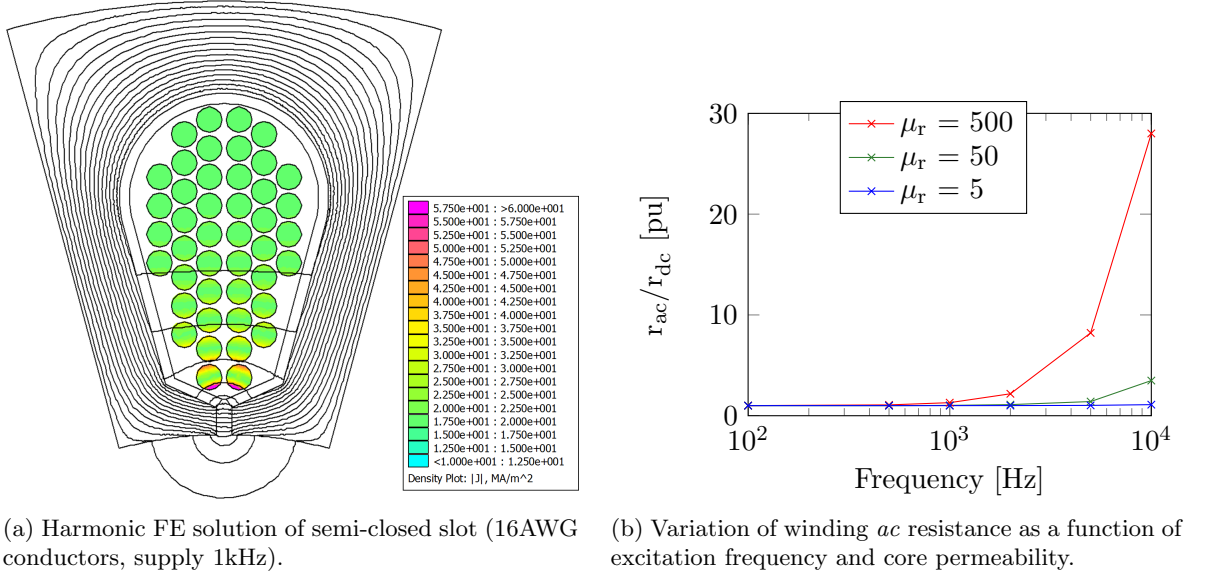 5.750e+001 : >6.000e+001
5.500e+001 : 5.750e+001
5.250e+001 : 5.500e+001
5.000e+001 : 5.250e+001
4.750e+001 : 5.000e+001
4.500e+001 : 4.750e+001
4.250e+001 : 4.500e+001
4.000e+001 : 4.250e+001
3.750e+001 : 4.000e+001
3.500e+001 : 3.750e+001
3.250e+001 : 3.500e+001
3.000e+001 : 3.250e+001
2.750e+001 : 3.000e+001
2.500e+001 : 2.750e+001
2.250e+001 : 2.500e+001
2.000e+001 : 2.250e+001
1.750e+001 : 2.000e+001
1.500e+001 : 1.750e+001
1.250e+001 : 1.500e+001
<1.000e+001 : 1.250e+001
Density Plot: |J|, MA/m^2
(a) Harmonic FE solution of semi-closed slot (16AWG
conductors, supply 1kHz).
μr = 500
μr = 50
μr = 5
30
20
10
0
rac/rdc [pu]
10²
10³
10⁴
Frequency [Hz]
(b) Variation of winding ac resistance as a function of
excitation frequency and core permeability.